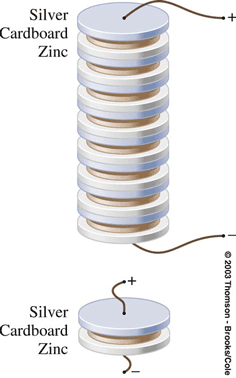 Silver
Cardboard
Zinc
+
−
+
Silver
Cardboard
Zinc
−
© 2003 Thomson - Brooks/Cole